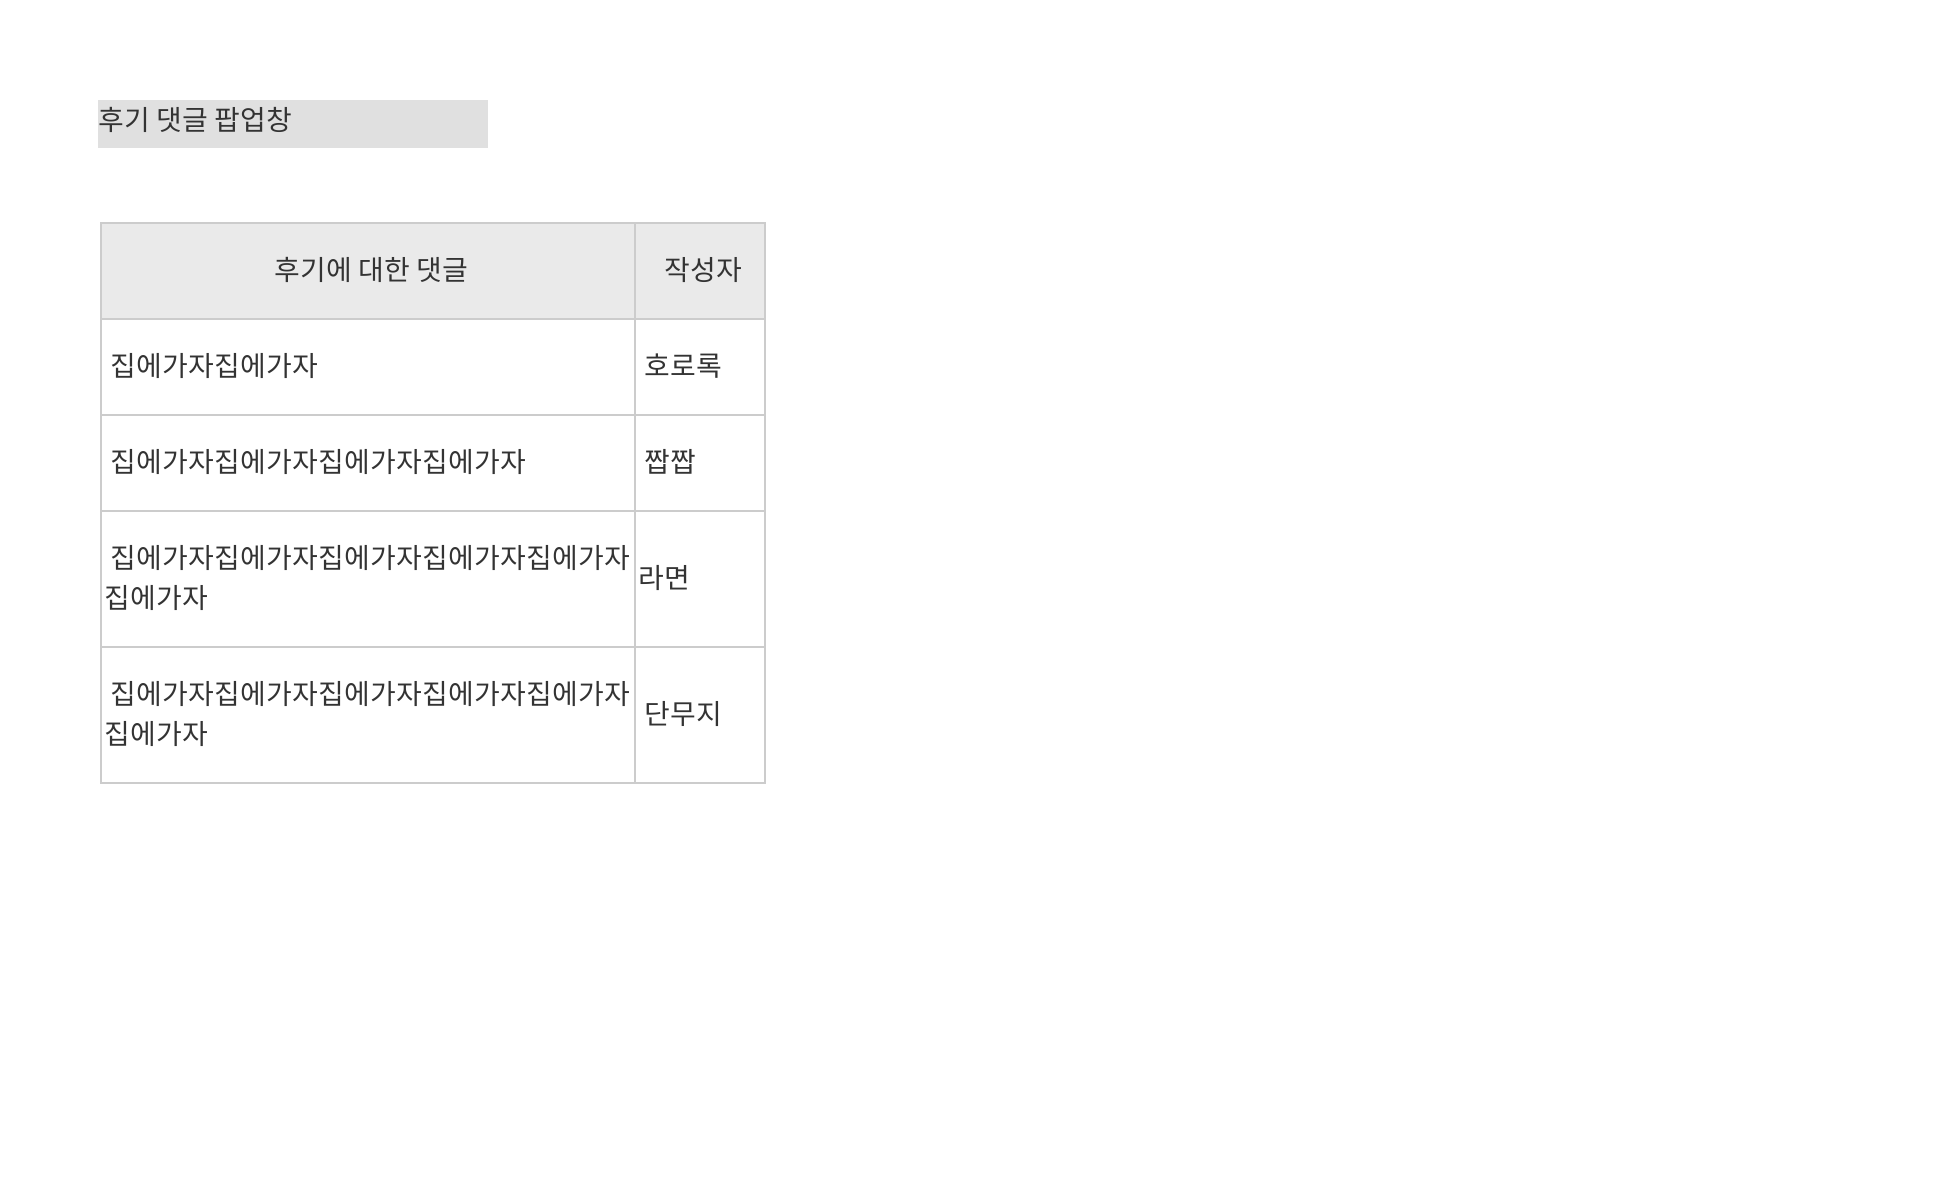 후기 댓글 팝업창
후기에 대한 댓글 작성자
집에가자집에가자 호로록
집에가자집에가자집에가자집에가자 짭짭
집에가자집에가자집에가자집에가자집에가자
집에가자
라면
집에가자집에가자집에가자집에가자집에가자
집에가자
단무지